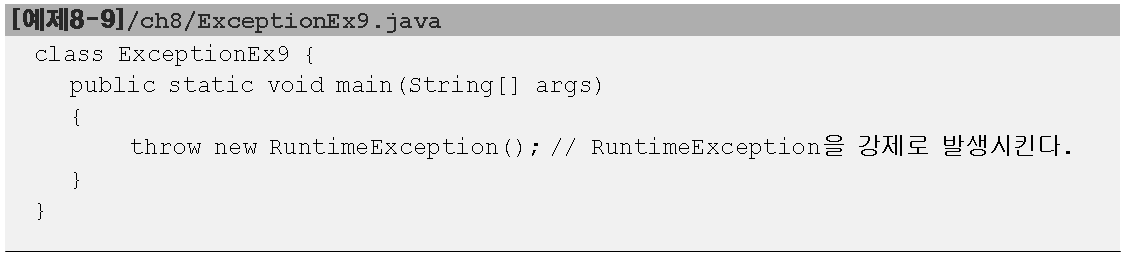 [예제8-9]/ch8/ExceptionEx9.java
class ExceptionEx9 {
public static void main(String[] args)
{
throw new RuntimeException(); // RuntimeException을 강제로 발생시킨다.
}
}